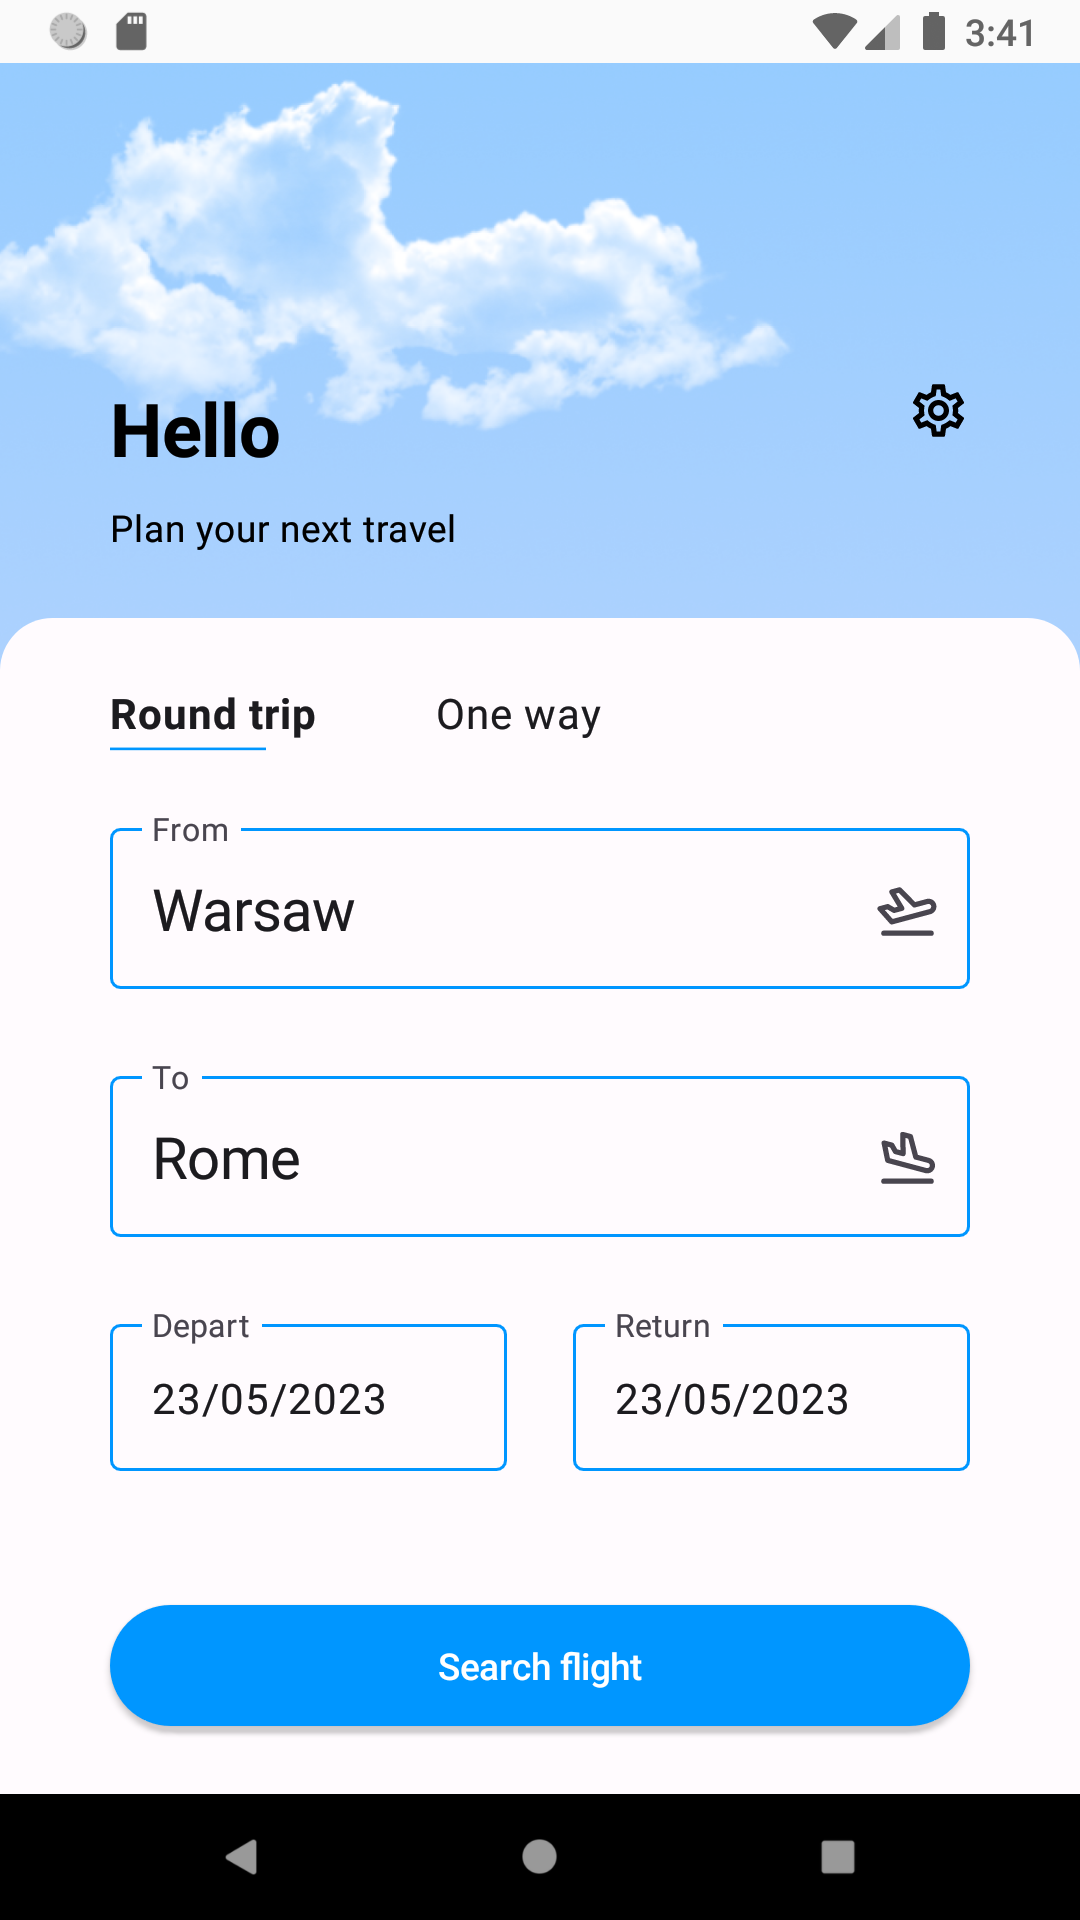 3:41
Hello
Plan your next travel
Round trip One way
From
Warsaw
To
Rome
Depart Return
23/05/2023 23/05/2023
Search flight